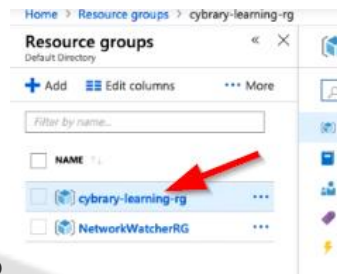 Home > Resource groups > cybrary-learning-rg
Resource groups
Default Directory
Add Edit columns ... More
Filter by name...
NAME
cybrary-learning-rg ...
NetworkWatcherRG ...